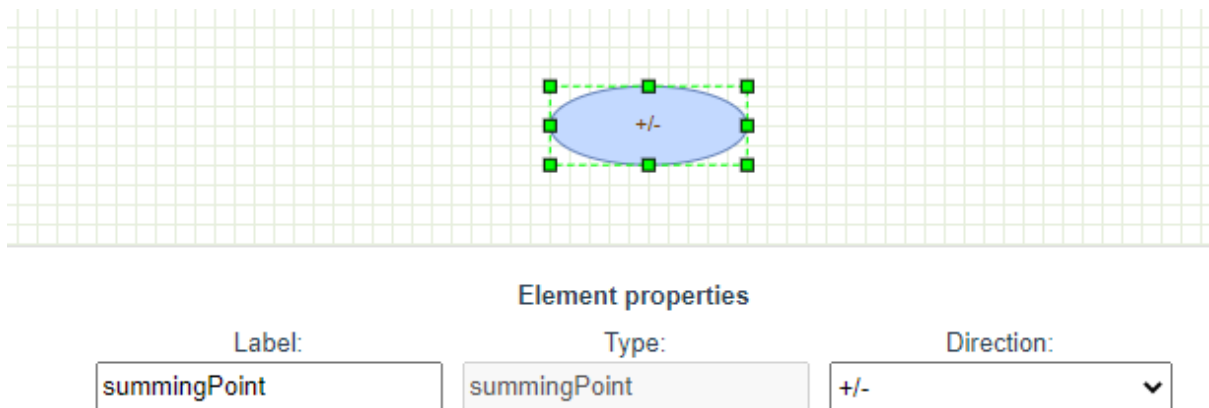 +/-
Element properties
Label: Type: Direction:
summingPoint summingPoint +/-